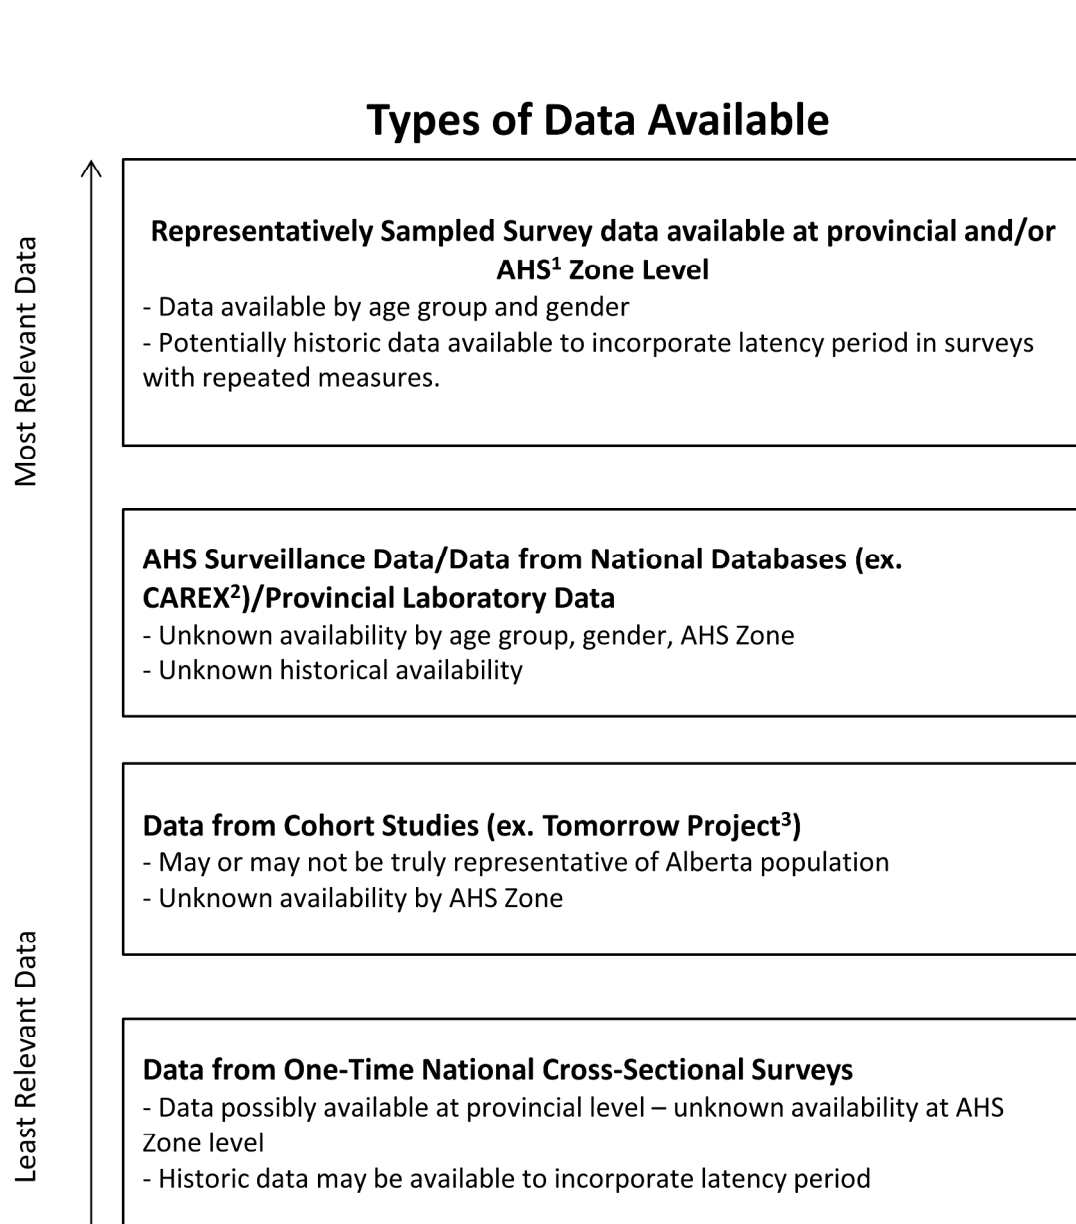 Types of Data Available
Most Relevant Data
Representatively Sampled Survey data available at provincial and/or
AHS¹ Zone Level
- Data available by age group and gender
- Potentially historic data available to incorporate latency period in surveys
with repeated measures.
AHS Surveillance Data/Data from National Databases (ex.
CAREX²)/Provincial Laboratory Data
- Unknown availability by age group, gender, AHS Zone
- Unknown historical availability
Data from Cohort Studies (ex. Tomorrow Project³)
- May or may not be truly representative of Alberta population
- Unknown availability by AHS Zone
Least Relevant Data
Data from One-Time National Cross-Sectional Surveys
- Data possibly available at provincial level – unknown availability at AHS
Zone level
- Historic data may be available to incorporate latency period